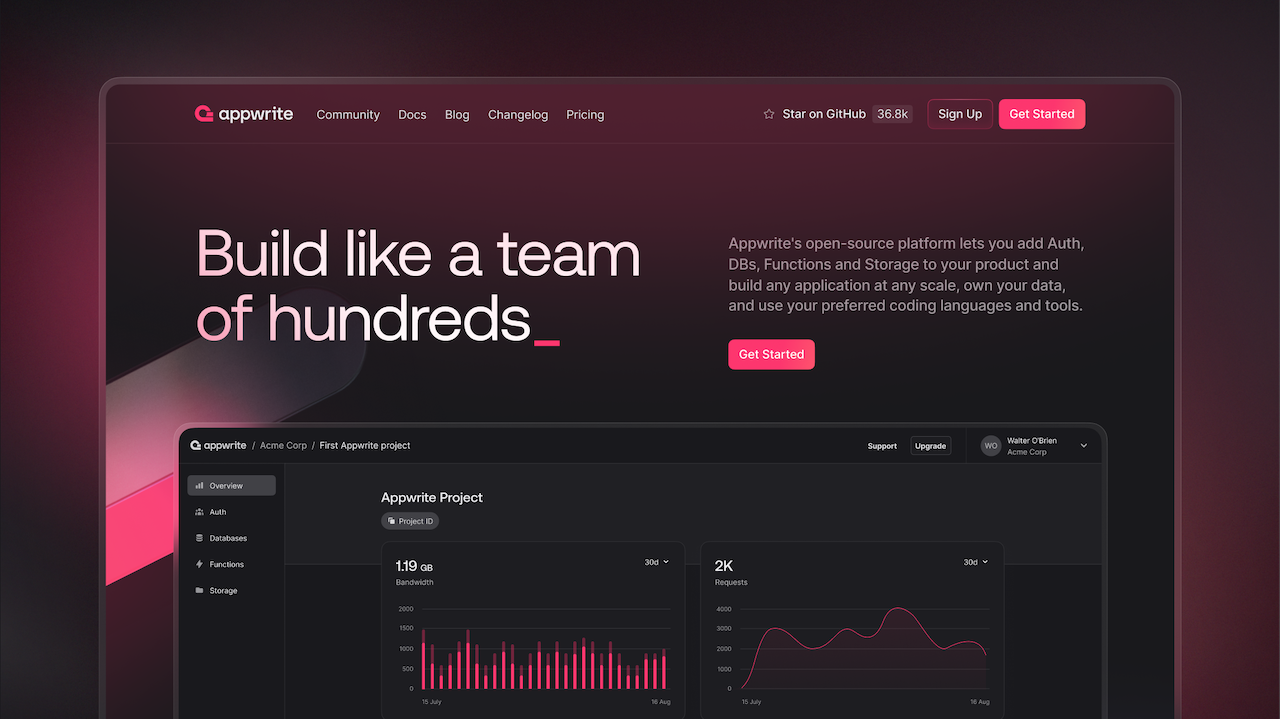 appwrite Community Docs Blog Changelog Pricing Star on GitHub 36.8k Sign Up Get Started
Build like a team
of hundreds_
Appwrite's open-source platform lets you add Auth,
DBs, Functions and Storage to your product and
build any application at any scale, own your data,
and use your preferred coding languages and tools.
Get Started
appwrite / Acme Corp / First Appwrite project
Support Upgrade WO Walter O'Brien
Acme Corp
Overview
Auth
Databases
Functions
Storage
Appwrite Project
Project ID
1.19 GB 30d
Bandwidth
2000
1500
1000
500
0
15 July 16 Aug
2K 30d
Requests
4000
3000
2000
1000
0
15 July 16 Aug